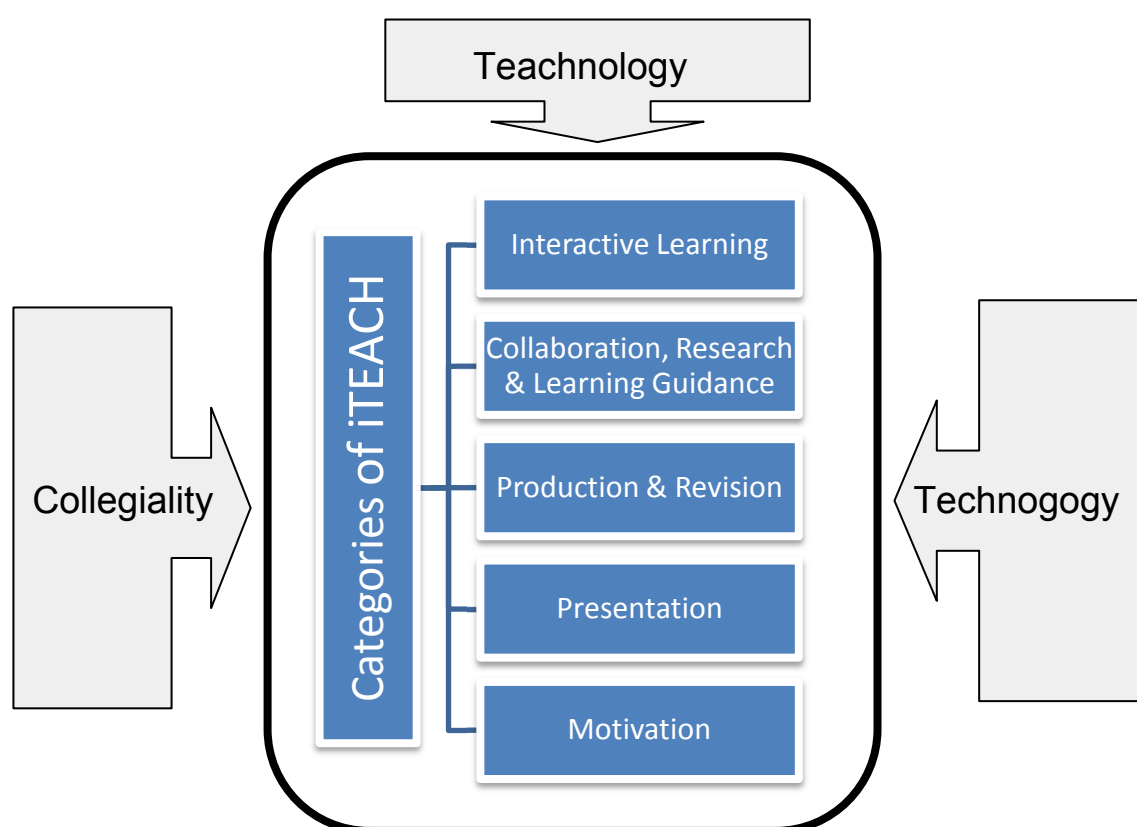 Teachnology
Categories of iTEACH
Interactive Learning
Collaboration, Research
& Learning Guidance
Production & Revision
Presentation
Motivation
Collegiality
Technogogy